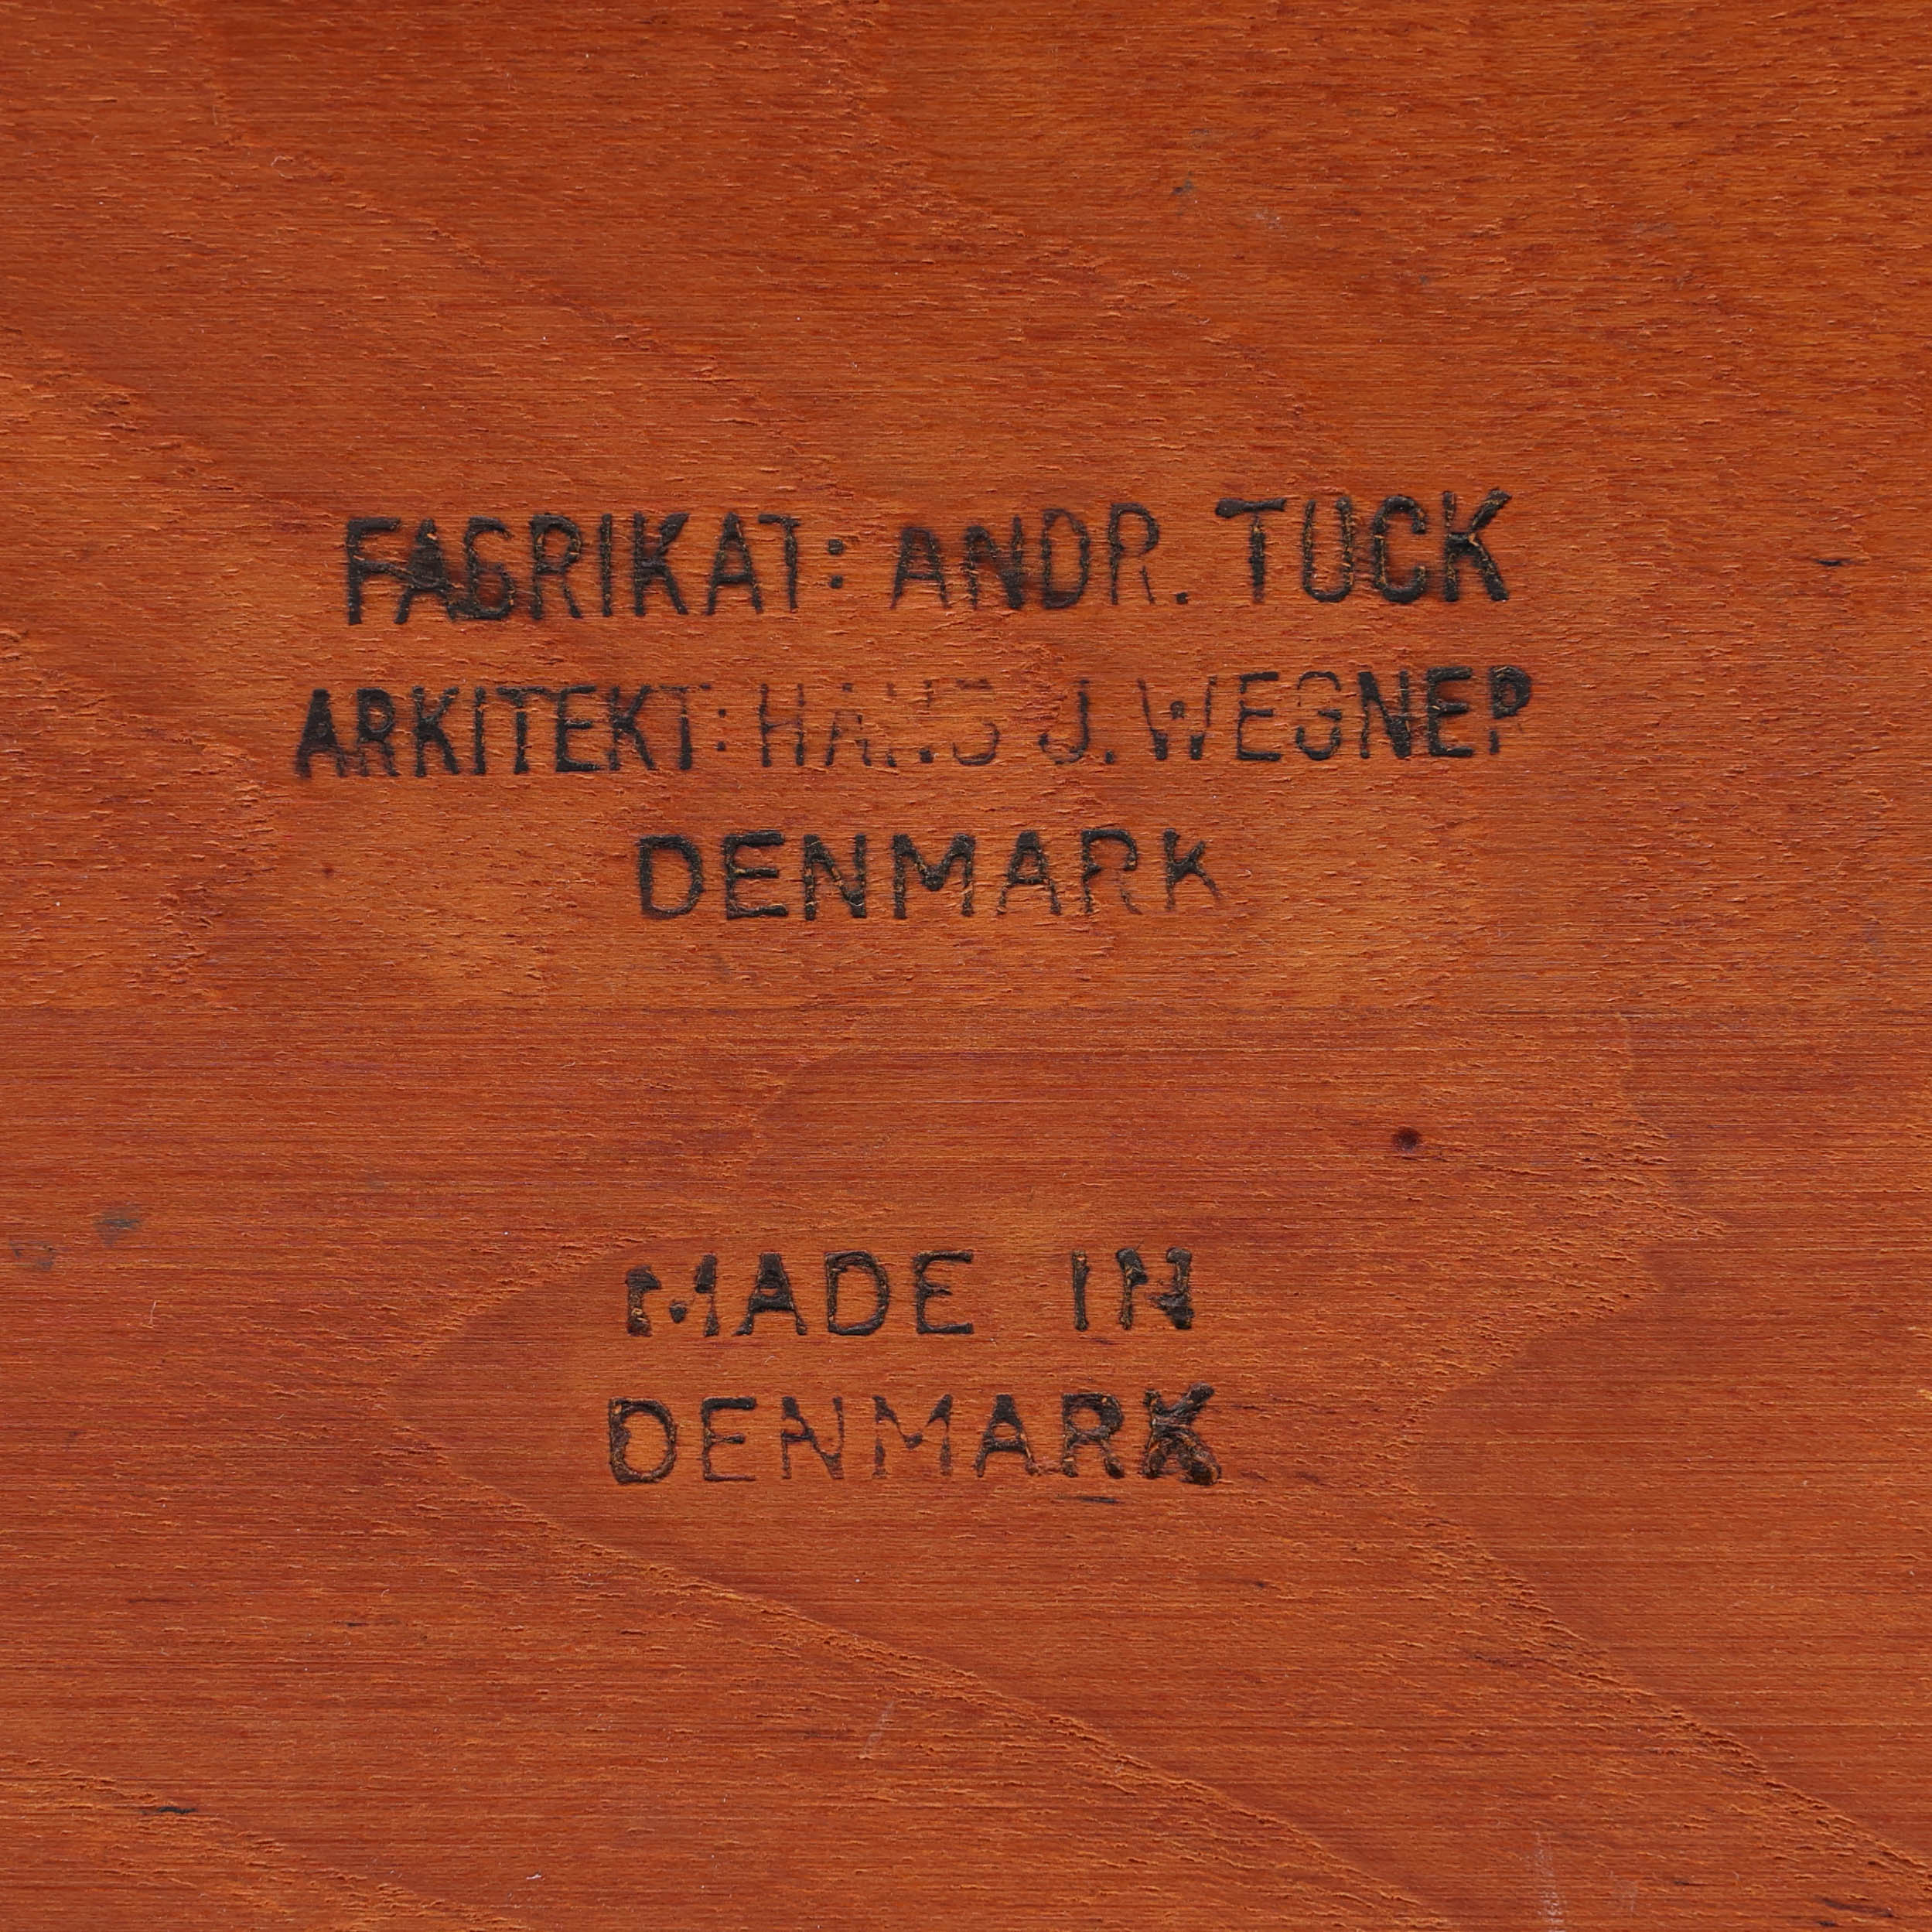 FABRIKAT: ANDR. TUCK
ARKITEKT: HANS J. WEGNER
DENMARK
MADE IN
DENMARK